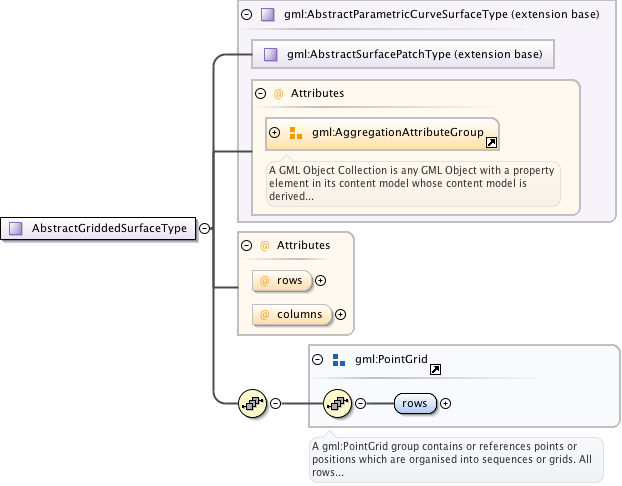 gml:AbstractParametricCurveSurfaceType (extension base)
gml:AbstractSurfacePatchType (extension base)
@ Attributes
gml:AggregationAttributeGroup
A GML Object Collection is any GML Object with a property
element in its content model whose content model is
derived...
AbstractGriddedSurfaceType
@ Attributes
@ rows
@ columns
gml:PointGrid
rows
A gml:PointGrid group contains or references points or
positions which are organised into sequences or grids. All
rows...